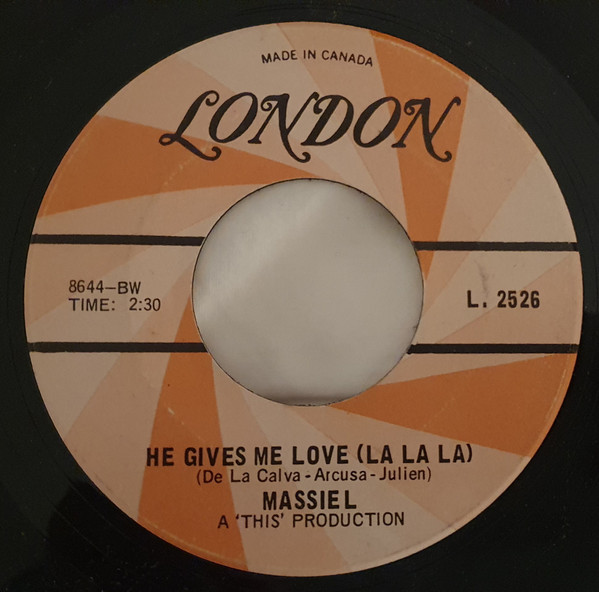 MADE IN CANADA
LONDON
8644-BW
TIME: 2:30
L. 2526
HE GIVES ME LOVE (LA LA LA)
(De La Calva - Arcusa - Julien)
MASSIEL
A 'THIS' PRODUCTION